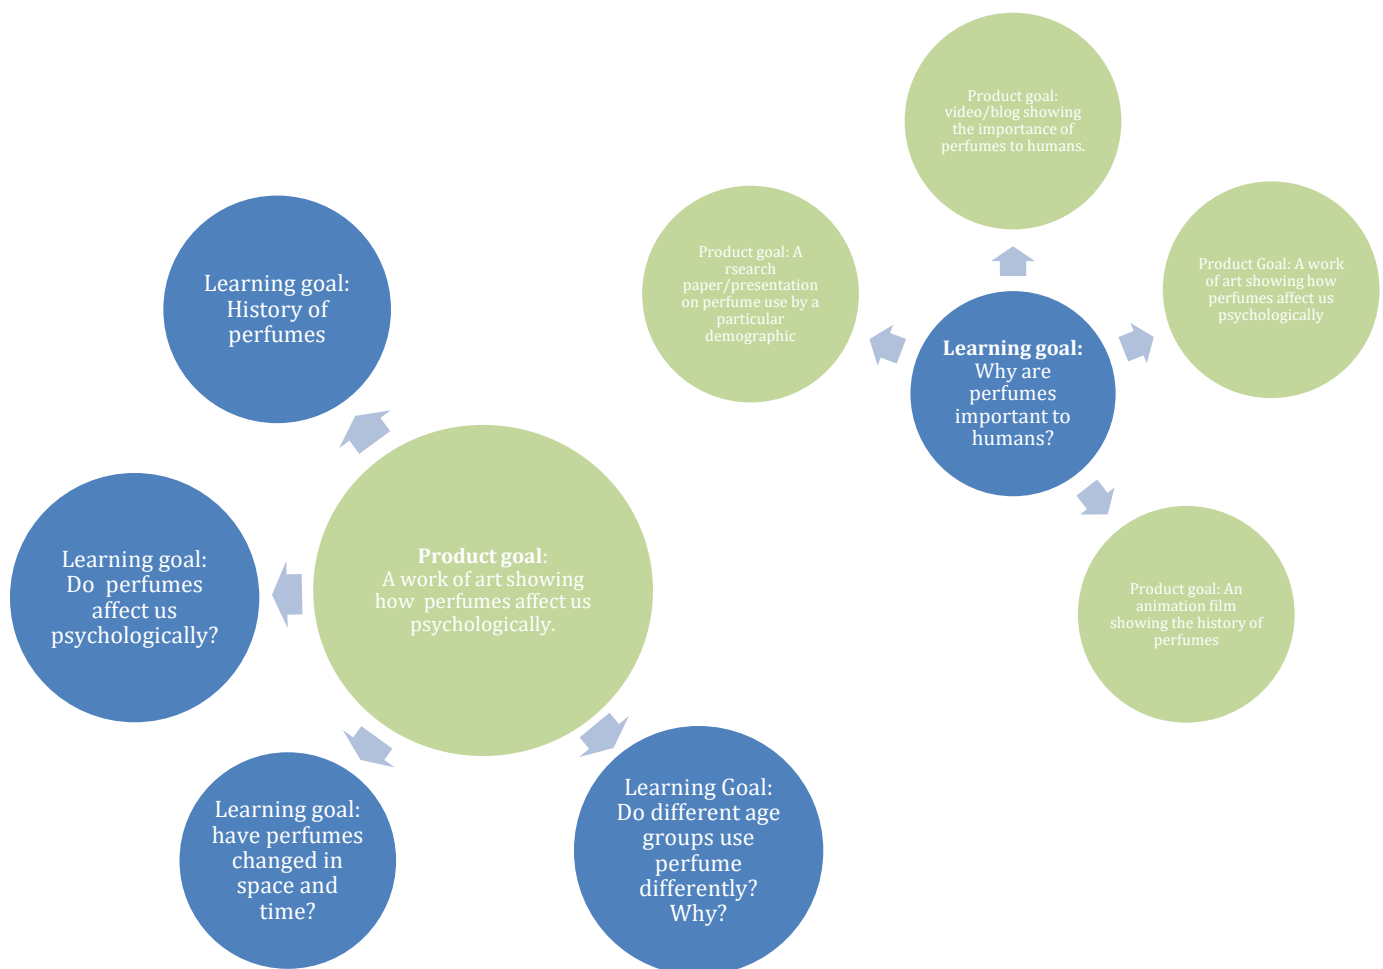 Product goal:
video/blog showing
the importance of
perfumes to humans.
Product goal: A
rsearch
paper/presentation
on perfume use by a
particular
demographic
Product Goal: A work
of art showing how
perfumes affect us
psychologically
Learning goal:
Why are
perfumes
important to
humans?
Product goal: An
animation film
showing the history of
perfumes
Learning goal:
History of
perfumes
Learning goal:
Do perfumes
affect us
psychologically?
Product goal:
A work of art showing
how perfumes affect us
psychologically.
Learning goal:
have perfumes
changed in
space and
time?
Learning Goal:
Do different age
groups use
perfume
differently?
Why?